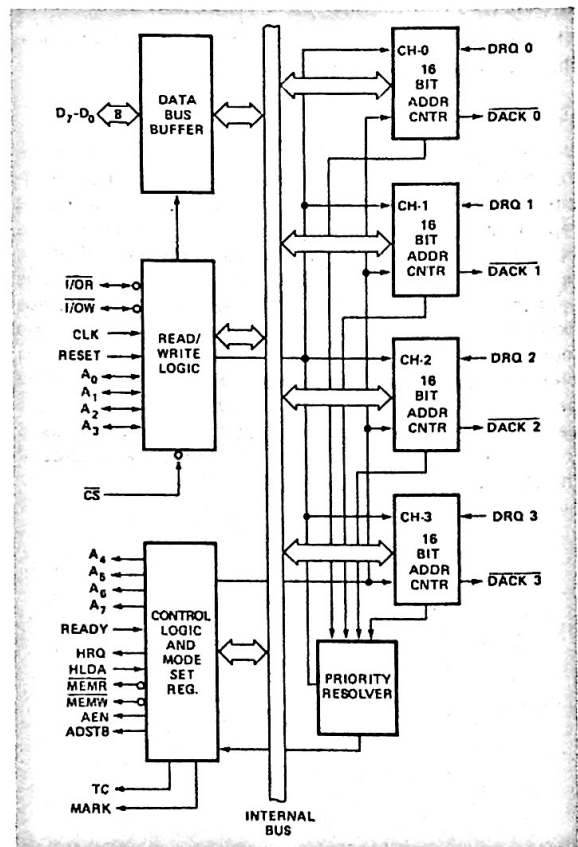 D₇-D₀
8
DATA
BUS
BUFFER
I/OR
I/OW
CLK
RESET
A₀
A₁
A₂
A₃
CS
READ/
WRITE
LOGIC
A₄
A₅
A₆
A₇
READY
HRQ
HLDA
MEMR
MEMW
AEN
ADSTB
TC
MARK
CONTROL
LOGIC
AND
MODE
SET
REG.
INTERNAL
BUS
CH-0
16
BIT
ADDR
CNTR
DRQ 0
DACK 0
CH-1
16
BIT
ADDR
CNTR
DRQ 1
DACK 1
CH-2
16
BIT
ADDR
CNTR
DRQ 2
DACK 2
CH-3
16
BIT
ADDR
CNTR
DRQ 3
DACK 3
PRIORITY
RESOLVER